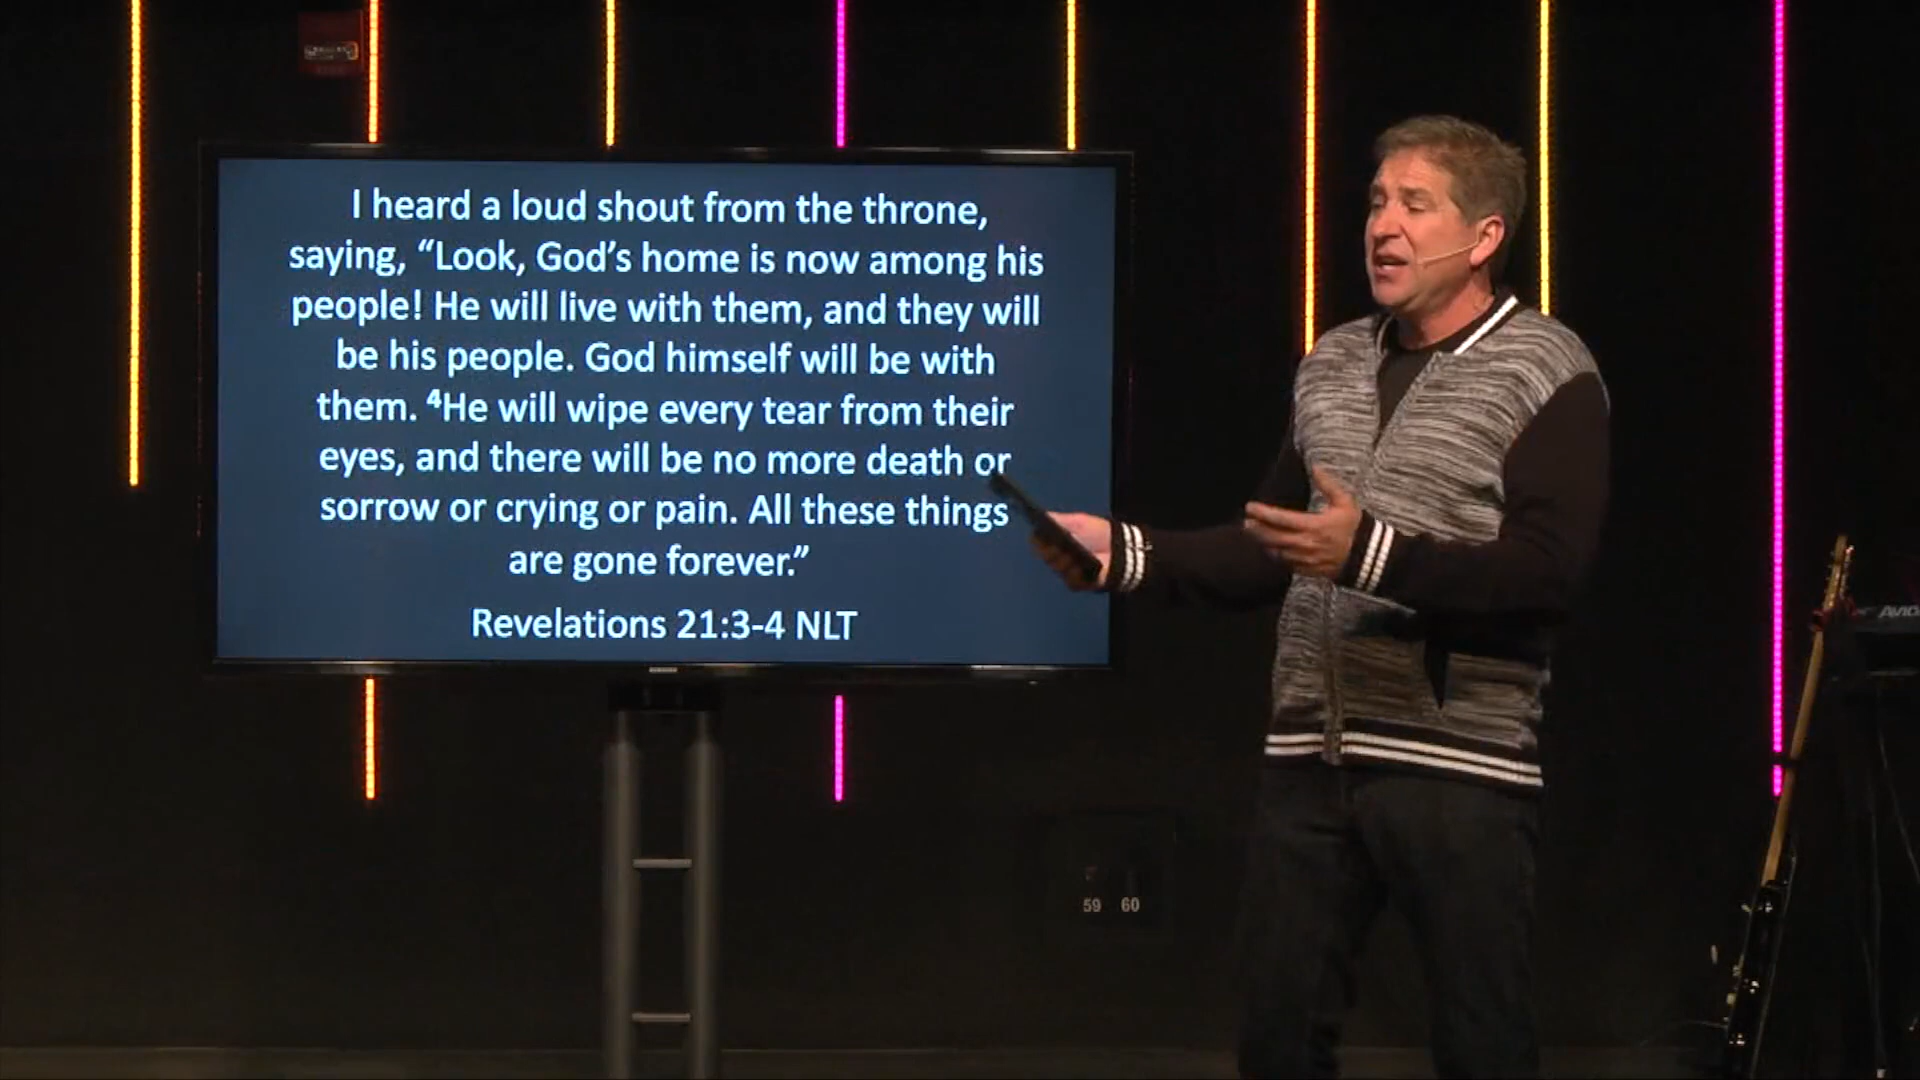 I heard a loud shout from the throne,
saying, “Look, God’s home is now among his
people! He will live with them, and they will
be his people. God himself will be with
them. ⁴He will wipe every tear from their
eyes, and there will be no more death or
sorrow or crying or pain. All these things
are gone forever.”
Revelations 21:3-4 NLT
59 60